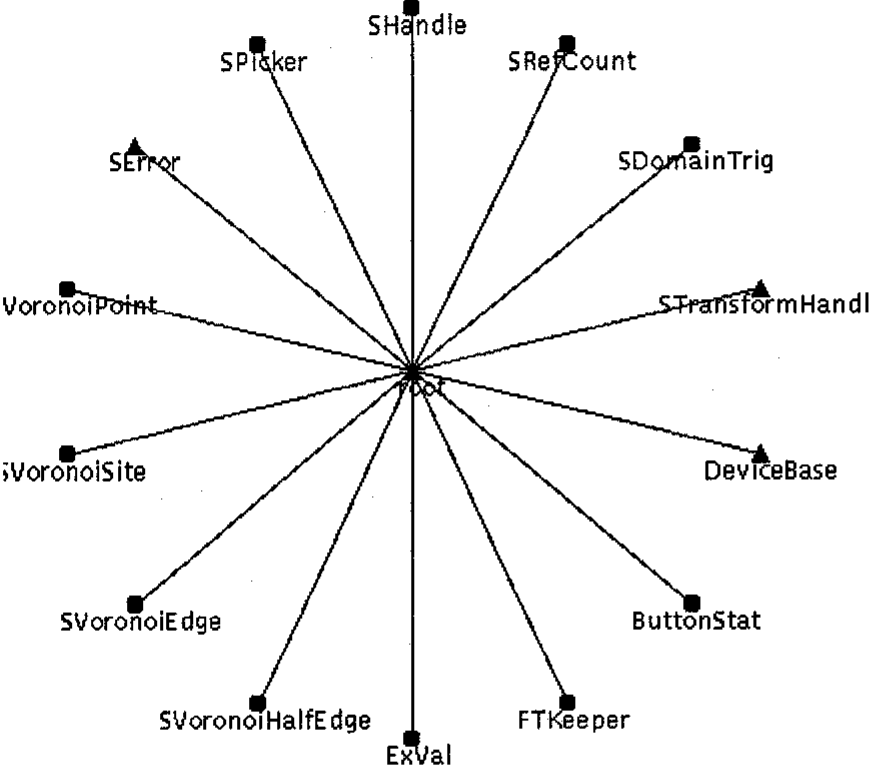 SHandle
SPicker
SRefCount
SError
SDomainTrig
VoronoiPoint
STransformHandl
root
SVoronoiSite
DeviceBase
SVoronoiEdge
ButtonStat
SVoronoiHalfEdge
FTKeeper
ExVal